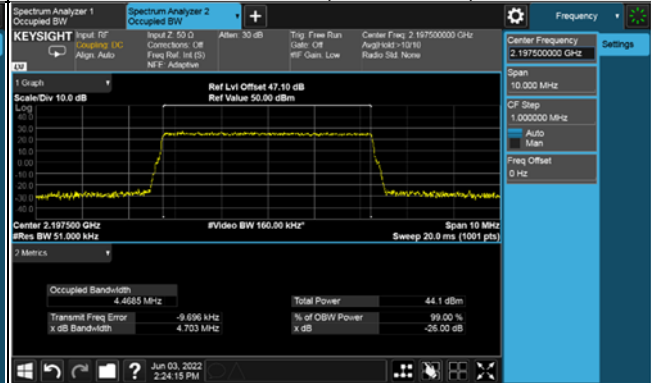 Spectrum Analyzer 1
Occupied BW
Spectrum Analyzer 2
Occupied BW
Frequency
KEYSIGHT
Input: RF
Coupling: DC
Align: Auto
Input Z: 50 Ω
Corrections: Off
Freq Ref: Int (S)
NFE: Adaptive
Atten: 30 dB
Trig: Free Run
Gate: Off
#IF Gain: Low
Center Freq: 2.197500000 GHz
Avg|Hold:>10/10
Radio Std: None
LXI
Center Frequency
2.197500000 GHz
Settings
Span
10.000 MHz
CF Step
1.000000 MHz
Auto
Man
Freq Offset
0 Hz
1 Graph
Scale/Div 10.0 dB
Ref Lvl Offset 47.10 dB
Ref Value 50.00 dBm
Log
40.0
30.0
20.0
10.0
0.00
-10.0
-20.0
-30.0
-40.0
Center 2.197500 GHz
#Res BW 51.000 kHz
#Video BW 160.00 kHz*
Span 10 MHz
Sweep 20.0 ms (1001 pts)
2 Metrics
Occupied Bandwidth
4.4685 MHz
Transmit Freq Error -9.696 kHz
x dB Bandwidth 4.703 MHz
Total Power 44.1 dBm
% of OBW Power 99.00 %
x dB -26.00 dB
Jun 03, 2022
2:24:15 PM